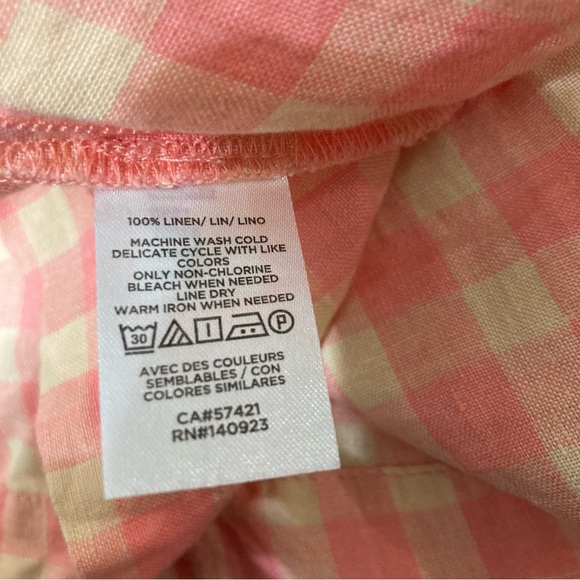 100% LINEN/ LIN/ LINO
MACHINE WASH COLD
DELICATE CYCLE WITH LIKE
COLORS
ONLY NON-CHLORINE
BLEACH WHEN NEEDED
LINE DRY
WARM IRON WHEN NEEDED
30 P
AVEC DES COULEURS
SEMBLABLES / CON
COLORES SIMILARES
CA#57421
RN#140923